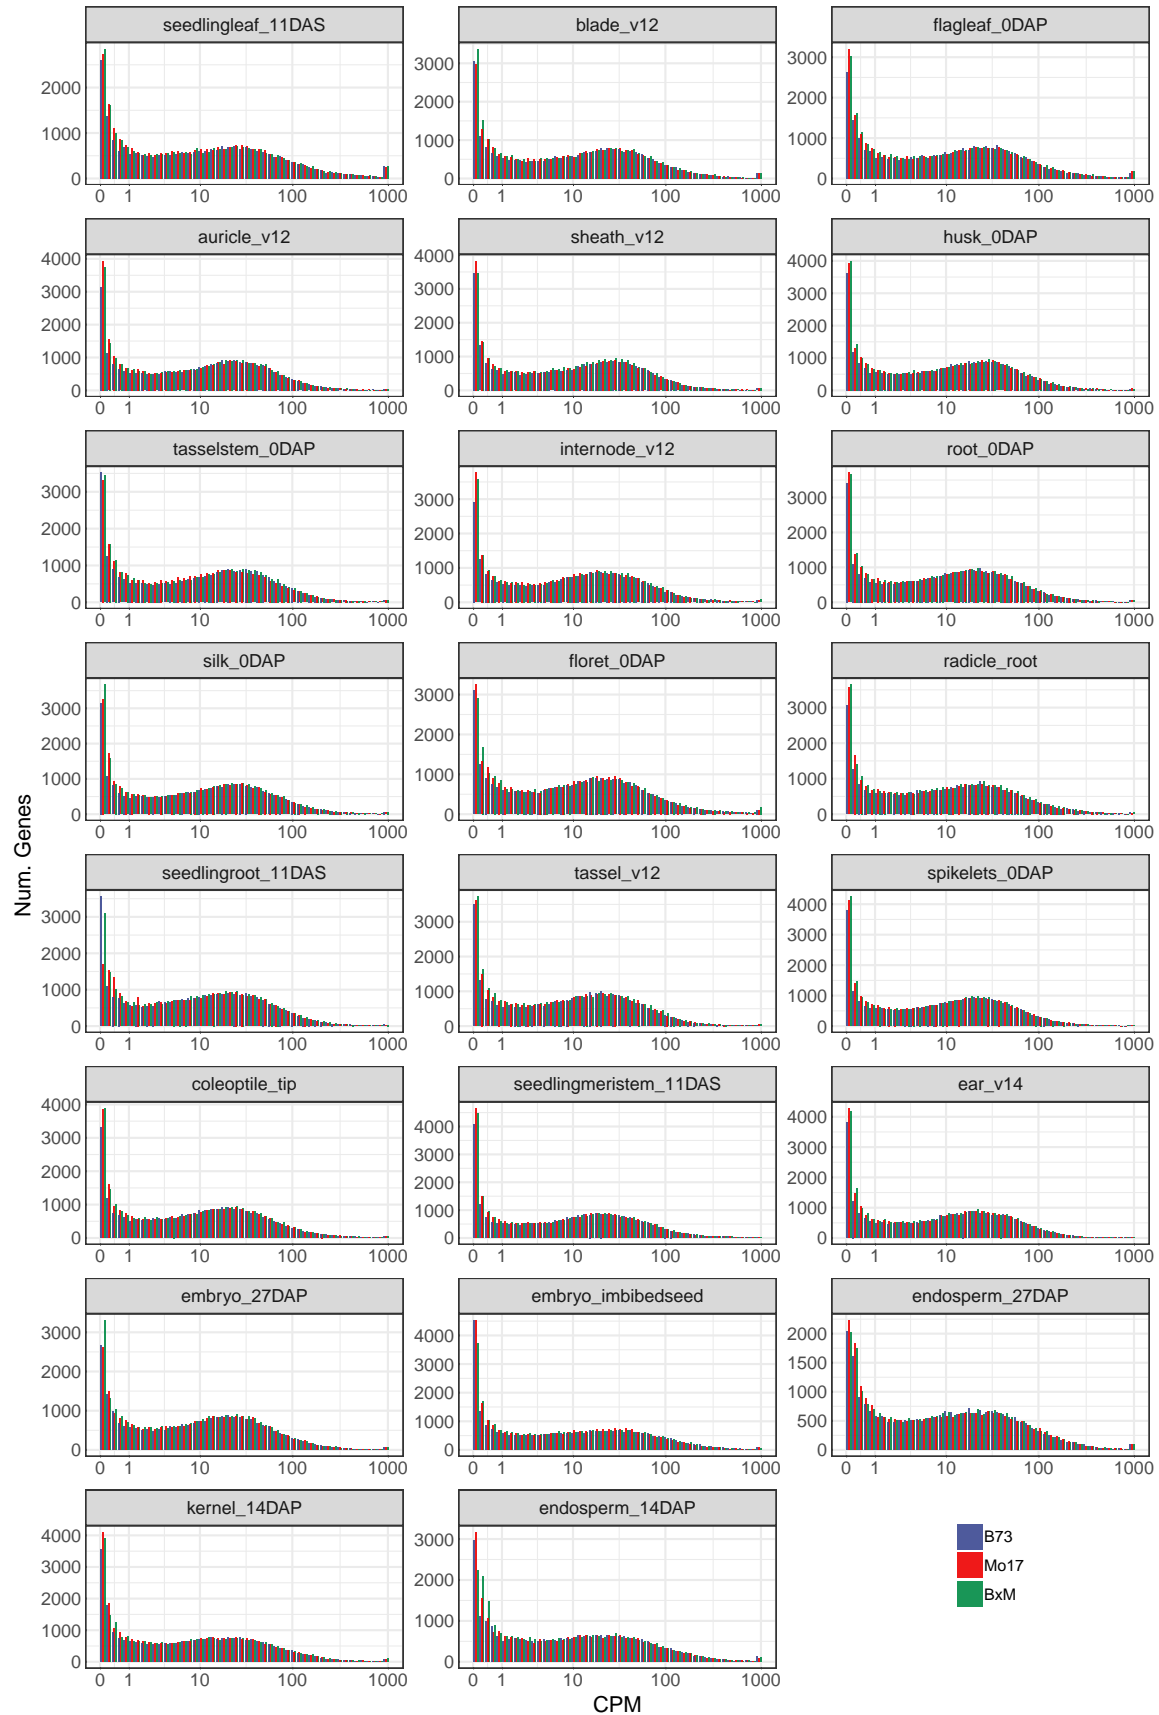 seedlingleaf_11DAS
blade_v12
flagleaf_0DAP
2000
1000
0
3000
2000
1000
0
3000
2000
1000
0
0 1 10 100 1000
0 1 10 100 1000
0 1 10 100 1000
auricle_v12
sheath_v12
husk_0DAP
4000
3000
2000
1000
0
4000
3000
2000
1000
0
4000
3000
2000
1000
0
0 1 10 100 1000
0 1 10 100 1000
0 1 10 100 1000
tasselstem_0DAP
internode_v12
root_0DAP
3000
2000
1000
0
3000
2000
1000
0
3000
2000
1000
0
0 1 10 100 1000
0 1 10 100 1000
0 1 10 100 1000
silk_0DAP
floret_0DAP
radicle_root
3000
2000
1000
0
3000
2000
1000
0
3000
2000
1000
0
0 1 10 100 1000
0 1 10 100 1000
0 1 10 100 1000
Num. Genes
seedlingroot_11DAS
tassel_v12
spikelets_0DAP
3000
2000
1000
0
3000
2000
1000
0
4000
3000
2000
1000
0
0 1 10 100 1000
0 1 10 100 1000
0 1 10 100 1000
coleoptile_tip
seedlingmeristem_11DAS
ear_v14
4000
3000
2000
1000
0
4000
3000
2000
1000
0
4000
3000
2000
1000
0
0 1 10 100 1000
0 1 10 100 1000
0 1 10 100 1000
embryo_27DAP
embryo_imbibedseed
endosperm_27DAP
3000
2000
1000
0
4000
3000
2000
1000
0
2000
1500
1000
500
0
0 1 10 100 1000
0 1 10 100 1000
0 1 10 100 1000
kernel_14DAP
endosperm_14DAP
4000
3000
2000
1000
0
3000
2000
1000
0
0 1 10 100 1000
0 1 10 100 1000
B73
Mo17
BxM
CPM